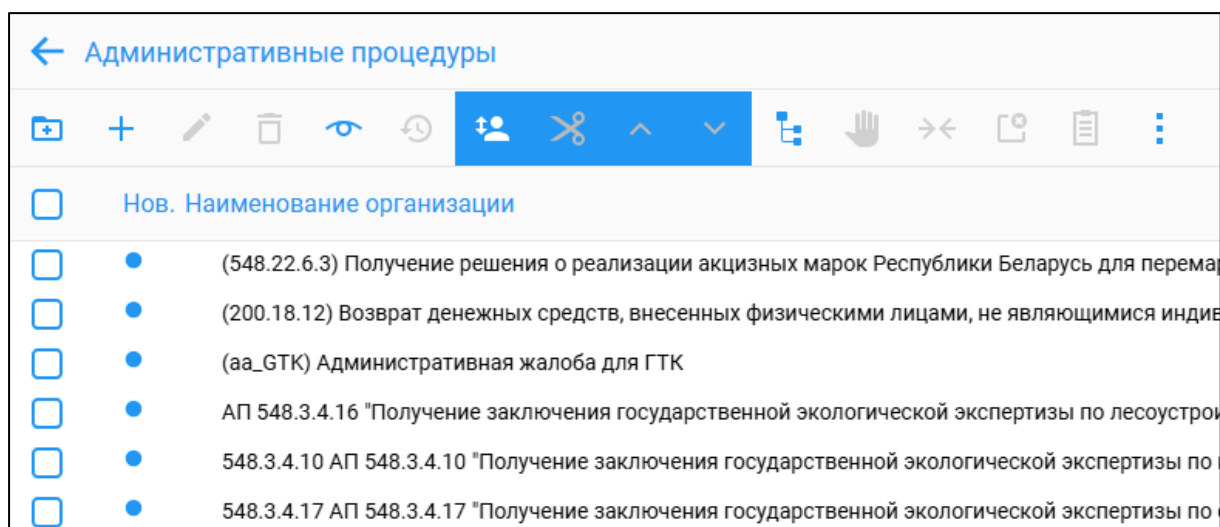 Административные процедуры
Нов. Наименование организации
(548.22.6.3) Получение решения о реализации акцизных марок Республики Беларусь для
(200.18.12) Возврат денежных средств, внесенных физическими лицами, не являющимися
(aa_GTK) Административная жалоба для ГТК
АП 548.3.4.16 "Получение заключения государственной экологической экспертизы по
548.3.4.10 АП 548.3.4.10 "Получение заключения государственной экологической экспертизы по
548.3.4.17 АП 548.3.4.17 "Получение заключения государственной экологической экспертизы по